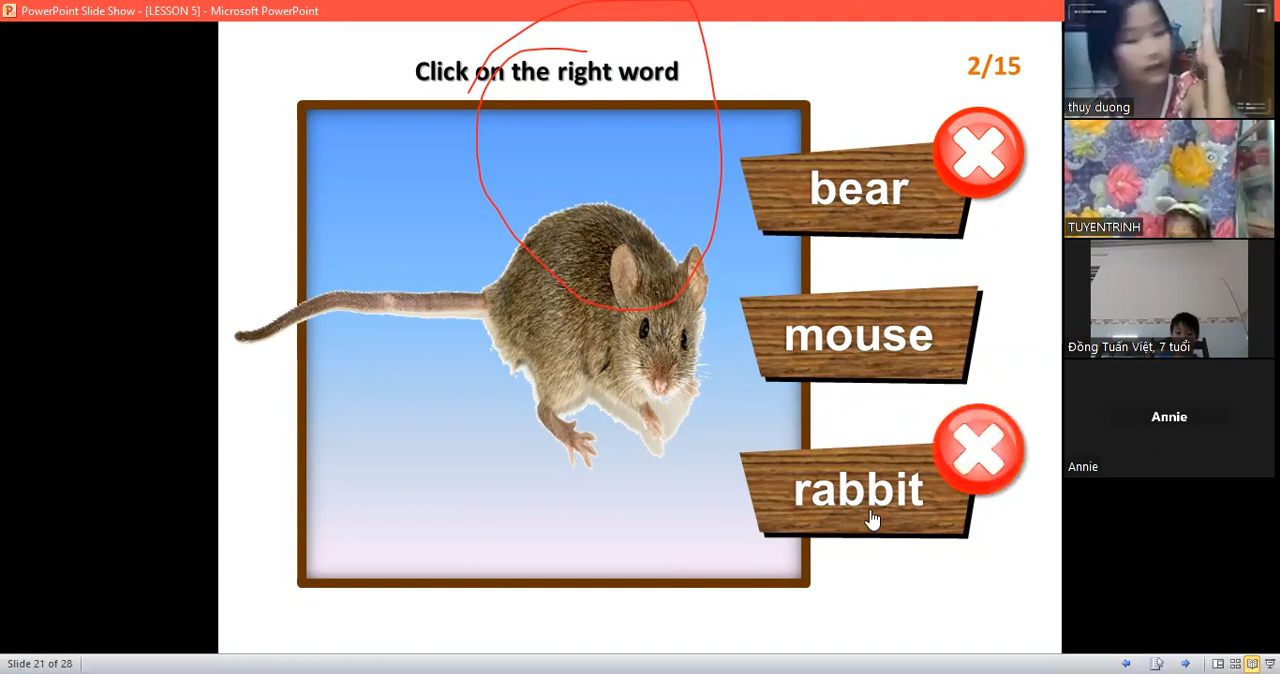 PowerPoint Slide Show - [LESSON 5] - Microsoft PowerPoint
Click on the right word
2/15
bear
mouse
rabbit
thuy duong
TUYENTRINH
Đồng Tuấn Việt, 7 tuổi
Annie
Annie
Slide 21 of 28